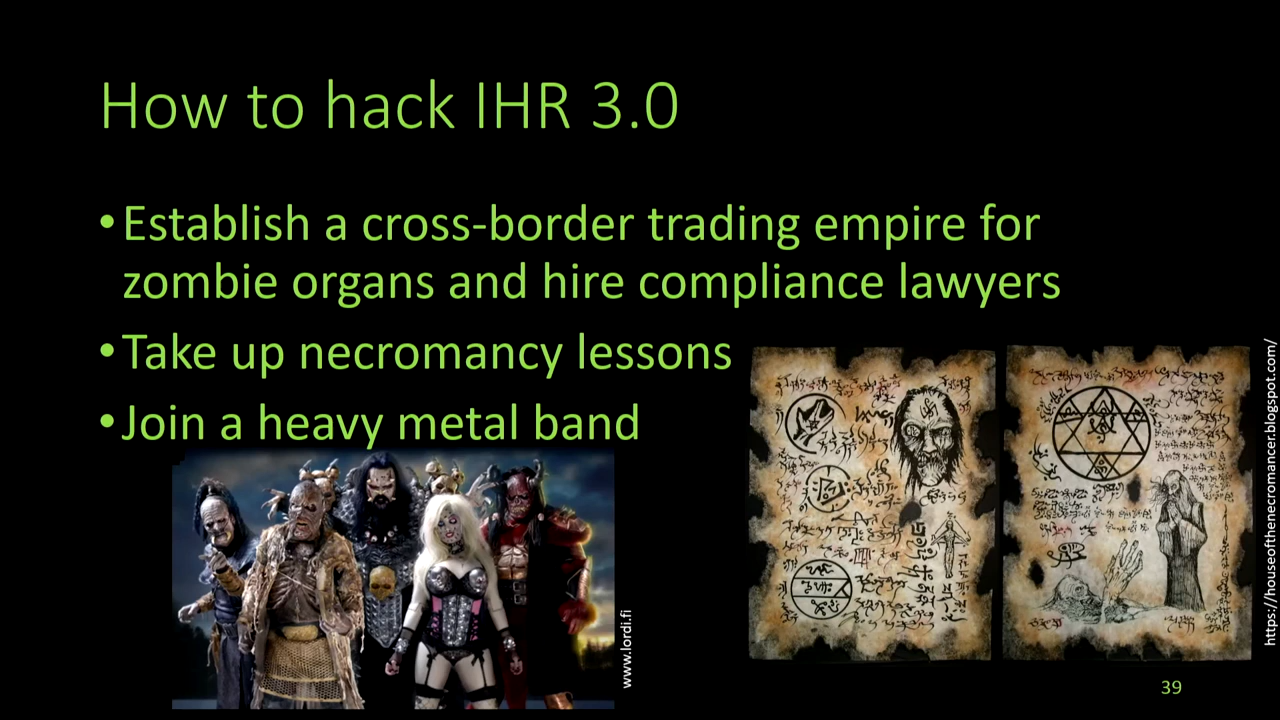 How to hack IHR 3.0
•Establish a cross-border trading empire for
zombie organs and hire compliance lawyers
•Take up necromancy lessons
•Join a heavy metal band
www.lordi.fi
https://houseofthenecromancer.blogspot.com/
39